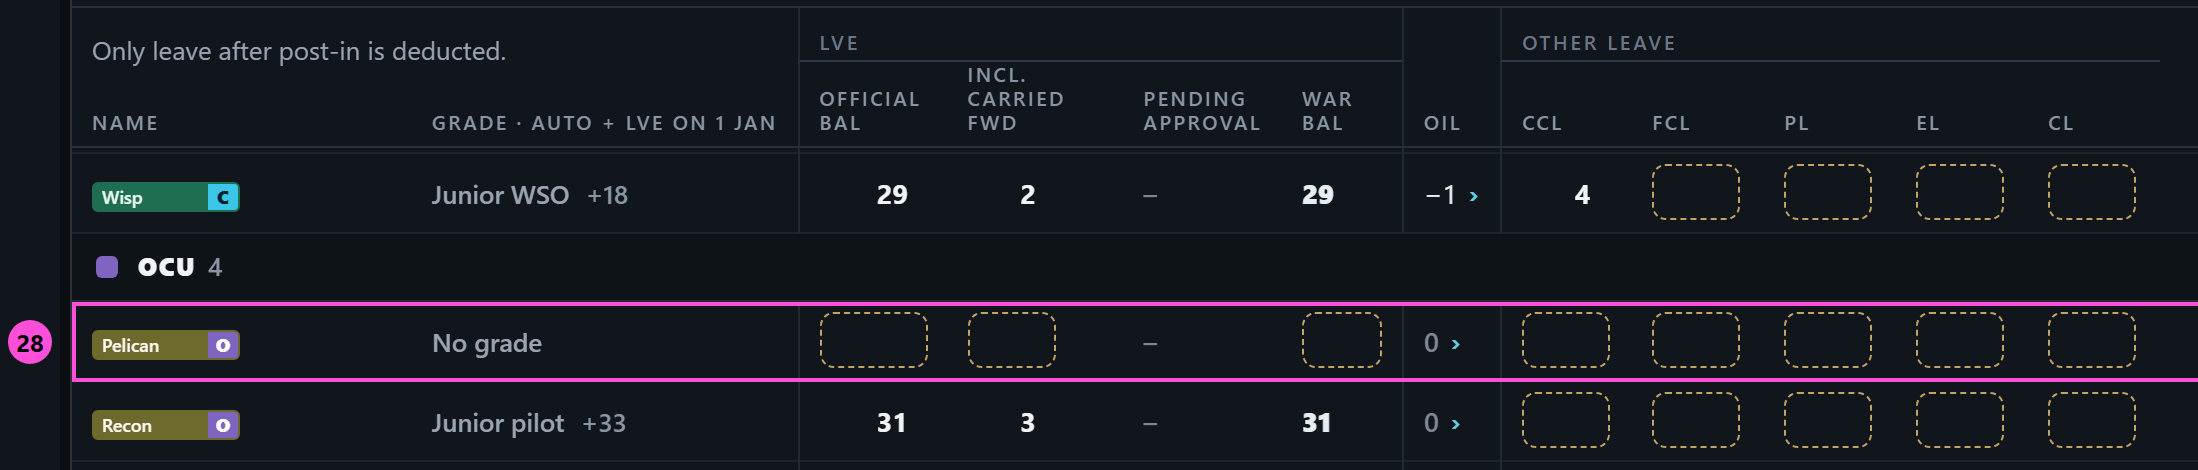 Only leave after post-in is deducted.
LVE
OTHER LEAVE
NAME
GRADE · AUTO + LVE ON 1 JAN
OFFICIAL BAL
INCL. CARRIED FWD
PENDING APPROVAL
WAR BAL
OIL
CCL
FCL
PL
EL
CL
Wisp C Junior WSO +18 29 2 – 29 −1 › 4
OCU 4
28 Pelican O No grade – 0 ›
Recon O Junior pilot +33 31 3 – 31 0 ›